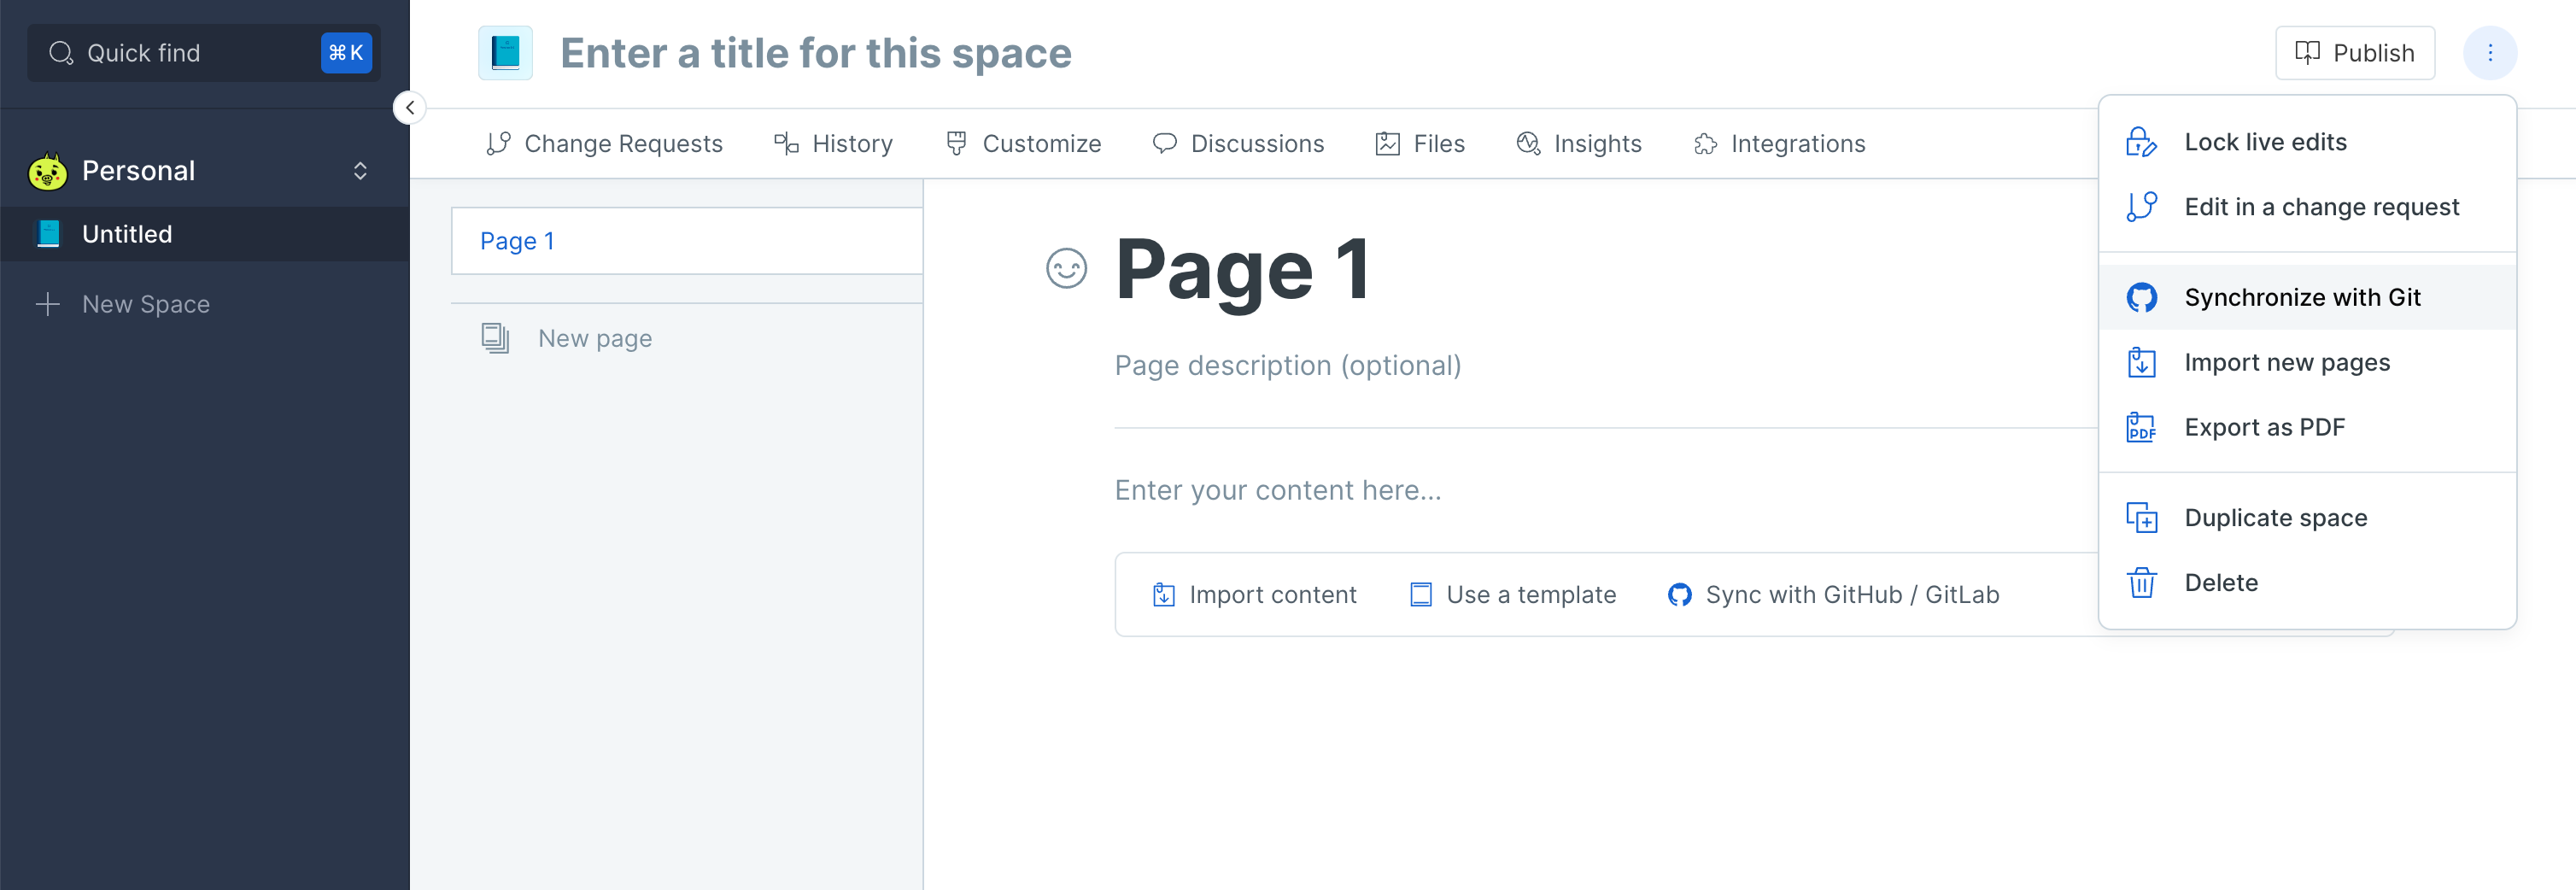 Quick find
⌘ K
Personal
Untitled
New Space
Enter a title for this space
Publish
Change Requests
History
Customize
Discussions
Files
Insights
Integrations
Page 1
New page
Page 1
Page description (optional)
Enter your content here...
Import content
Use a template
Sync with GitHub / GitLab
Lock live edits
Edit in a change request
Synchronize with Git
Import new pages
PDF
Export as PDF
Duplicate space
Delete